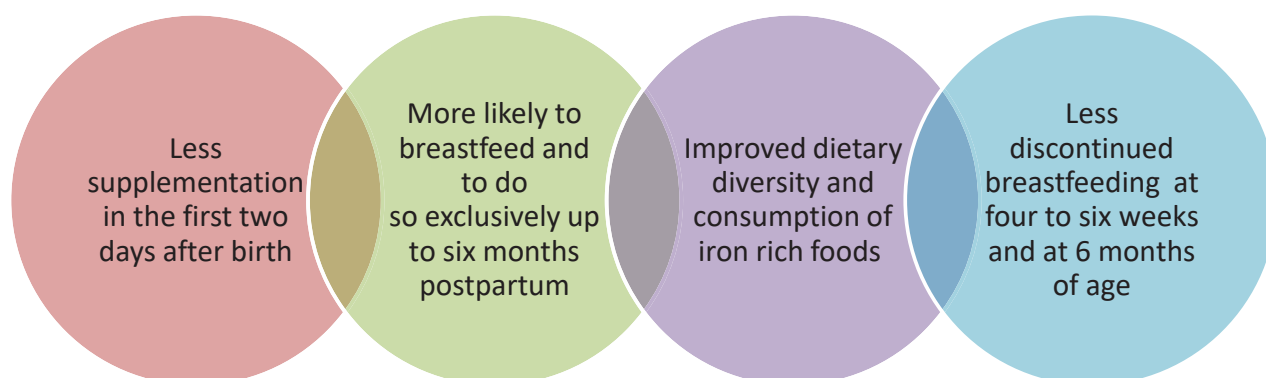 Less
supplementation
in the first two
days after birth
More likely to
breastfeed and
to do
so exclusively up
to six months
postpartum
Improved dietary
diversity and
consumption of
iron rich foods
Less
discontinued
breastfeeding  at
four to six weeks
and at 6 months
of age